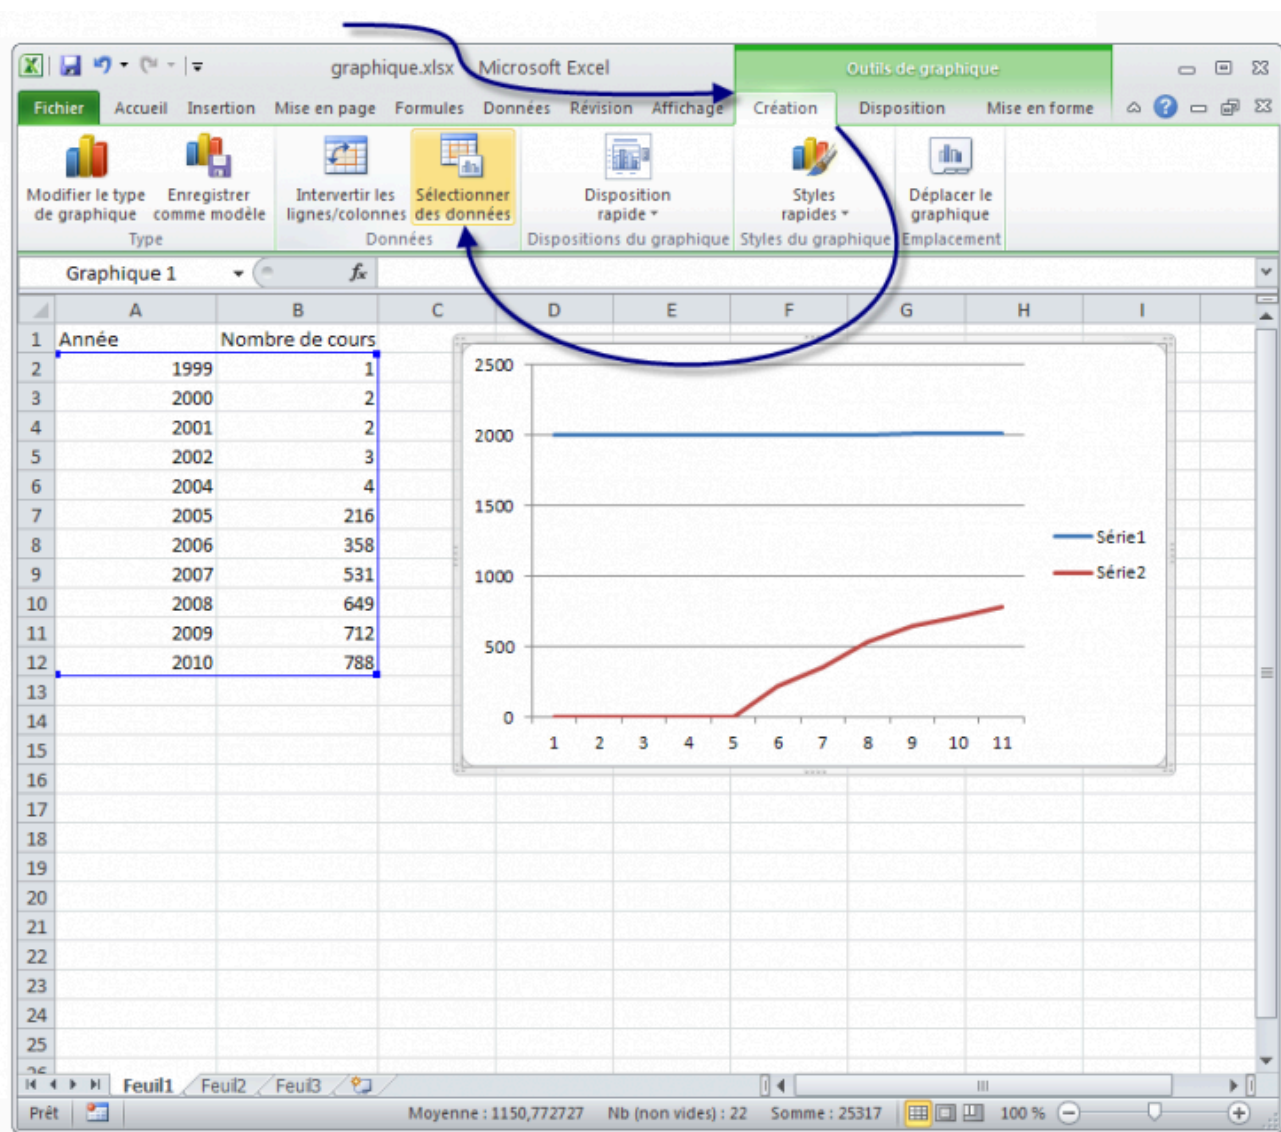 graphique.xlsx Microsoft Excel
Outils de graphique
Fichier Accueil Insertion Mise en page Formules Données Révision Affichage Création Disposition Mise en forme
Modifier le type de graphique
Enregistrer comme modèle
Intervertir les lignes/colonnes
Sélectionner des données
Disposition rapide
Styles rapides
Déplacer le graphique
Type Données Dispositions du graphique Styles du graphique Emplacement
Graphique 1 fx
A B C D E F G H I
1 Année Nombre de cours
2 1999 1
3 2000 2
4 2001 2
5 2002 3
6 2004 4
7 2005 216
8 2006 358
9 2007 531
10 2008 649
11 2009 712
12 2010 788
13
14
15
16
17
18
19
20
21
22
23
24
25
2500
2000
1500
1000
500
0
1 2 3 4 5 6 7 8 9 10 11
Série1
Série2
Feuil1 Feuil2 Feuil3
Prêt Moyenne : 1150,772727 Nb (non vides) : 22 Somme : 25317 100 %